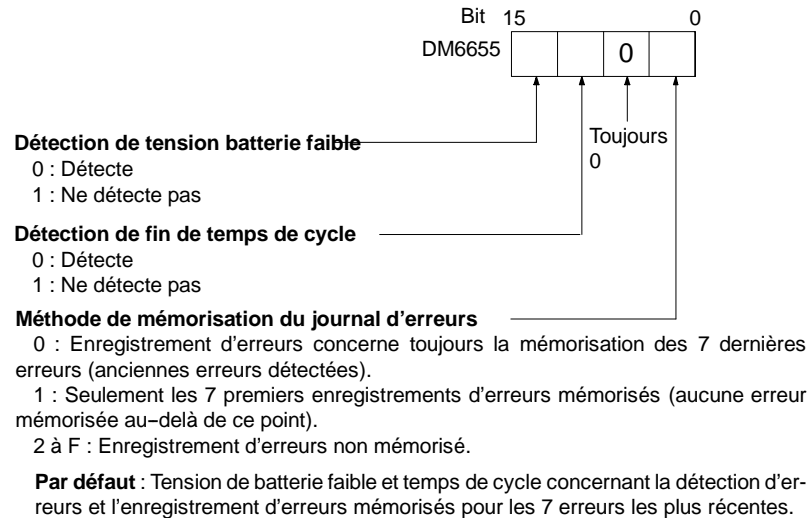 Bit 15 0
DM6655 0
Détection de tension batterie faible
Toujours
0
0 : Détecte
1 : Ne détecte pas
Détection de fin de temps de cycle
0 : Détecte
1 : Ne détecte pas
Méthode de mémorisation du journal d'erreurs
0 : Enregistrement d'erreurs concerne toujours la mémorisation des 7 dernières
erreurs (anciennes erreurs détectées).
1 : Seulement les 7 premiers enregistrements d'erreurs mémorisés (aucune erreur
mémorisée au-delà de ce point).
2 à F : Enregistrement d'erreurs non mémorisé.
Par défaut : Tension de batterie faible et temps de cycle concernant la détection d'er-
reurs et l'enregistrement d'erreurs mémorisés pour les 7 erreurs les plus récentes.